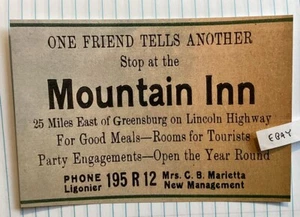 ONE FRIEND TELLS ANOTHER
Stop at the
Mountain Inn
25 Miles East of Greensburg on Lincoln Highway
For Good Meals—Rooms for Tourists
EBAY
Party Engagements—Open the Year Round
PHONE Ligonier 195 R 12 Mrs. C. B. Marietta
New Management